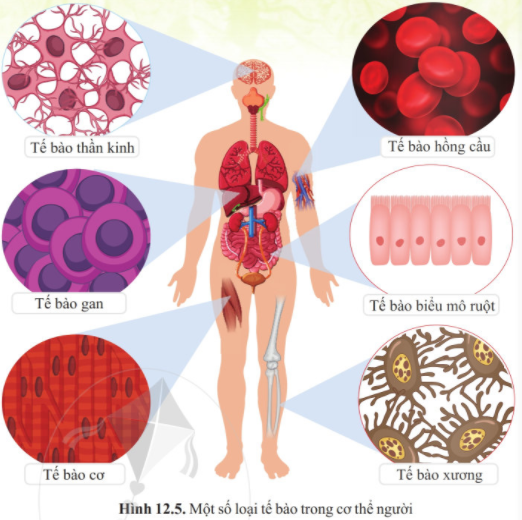 Tế bào thần kinh
Tế bào hồng cầu
Tế bào gan
Tế bào biểu mô ruột
Tế bào cơ
Tế bào xương
Hình 12.5. Một số loại tế bào trong cơ thể người